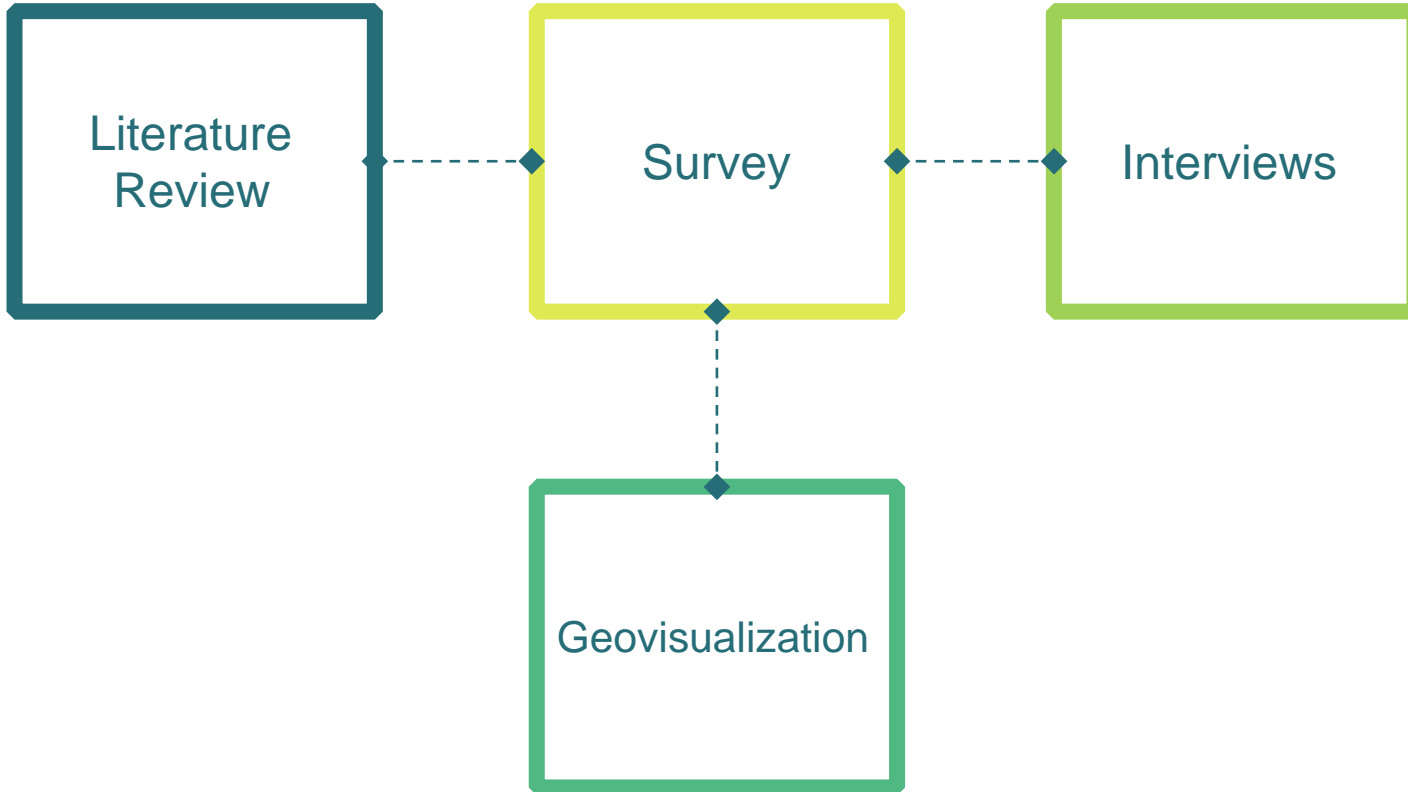 Literature
Review
Survey
Interviews
Geovisualization